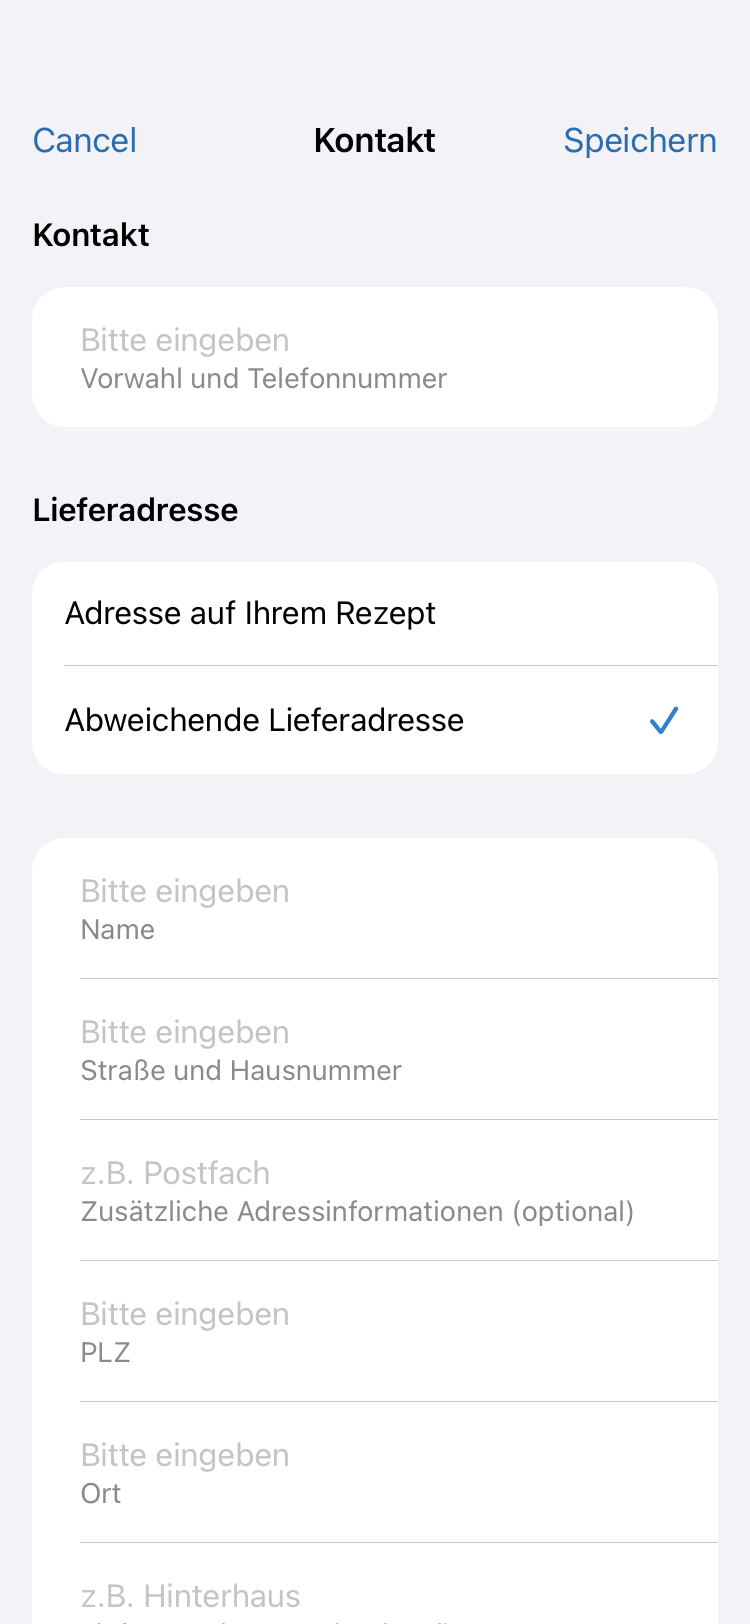 Cancel Kontakt Speichern
Kontakt
Bitte eingeben
Vorwahl und Telefonnummer
Lieferadresse
Adresse auf Ihrem Rezept
Abweichende Lieferadresse
Bitte eingeben
Name
Bitte eingeben
Straße und Hausnummer
z.B. Postfach
Zusätzliche Adressinformationen (optional)
Bitte eingeben
PLZ
Bitte eingeben
Ort
z.B. Hinterhaus